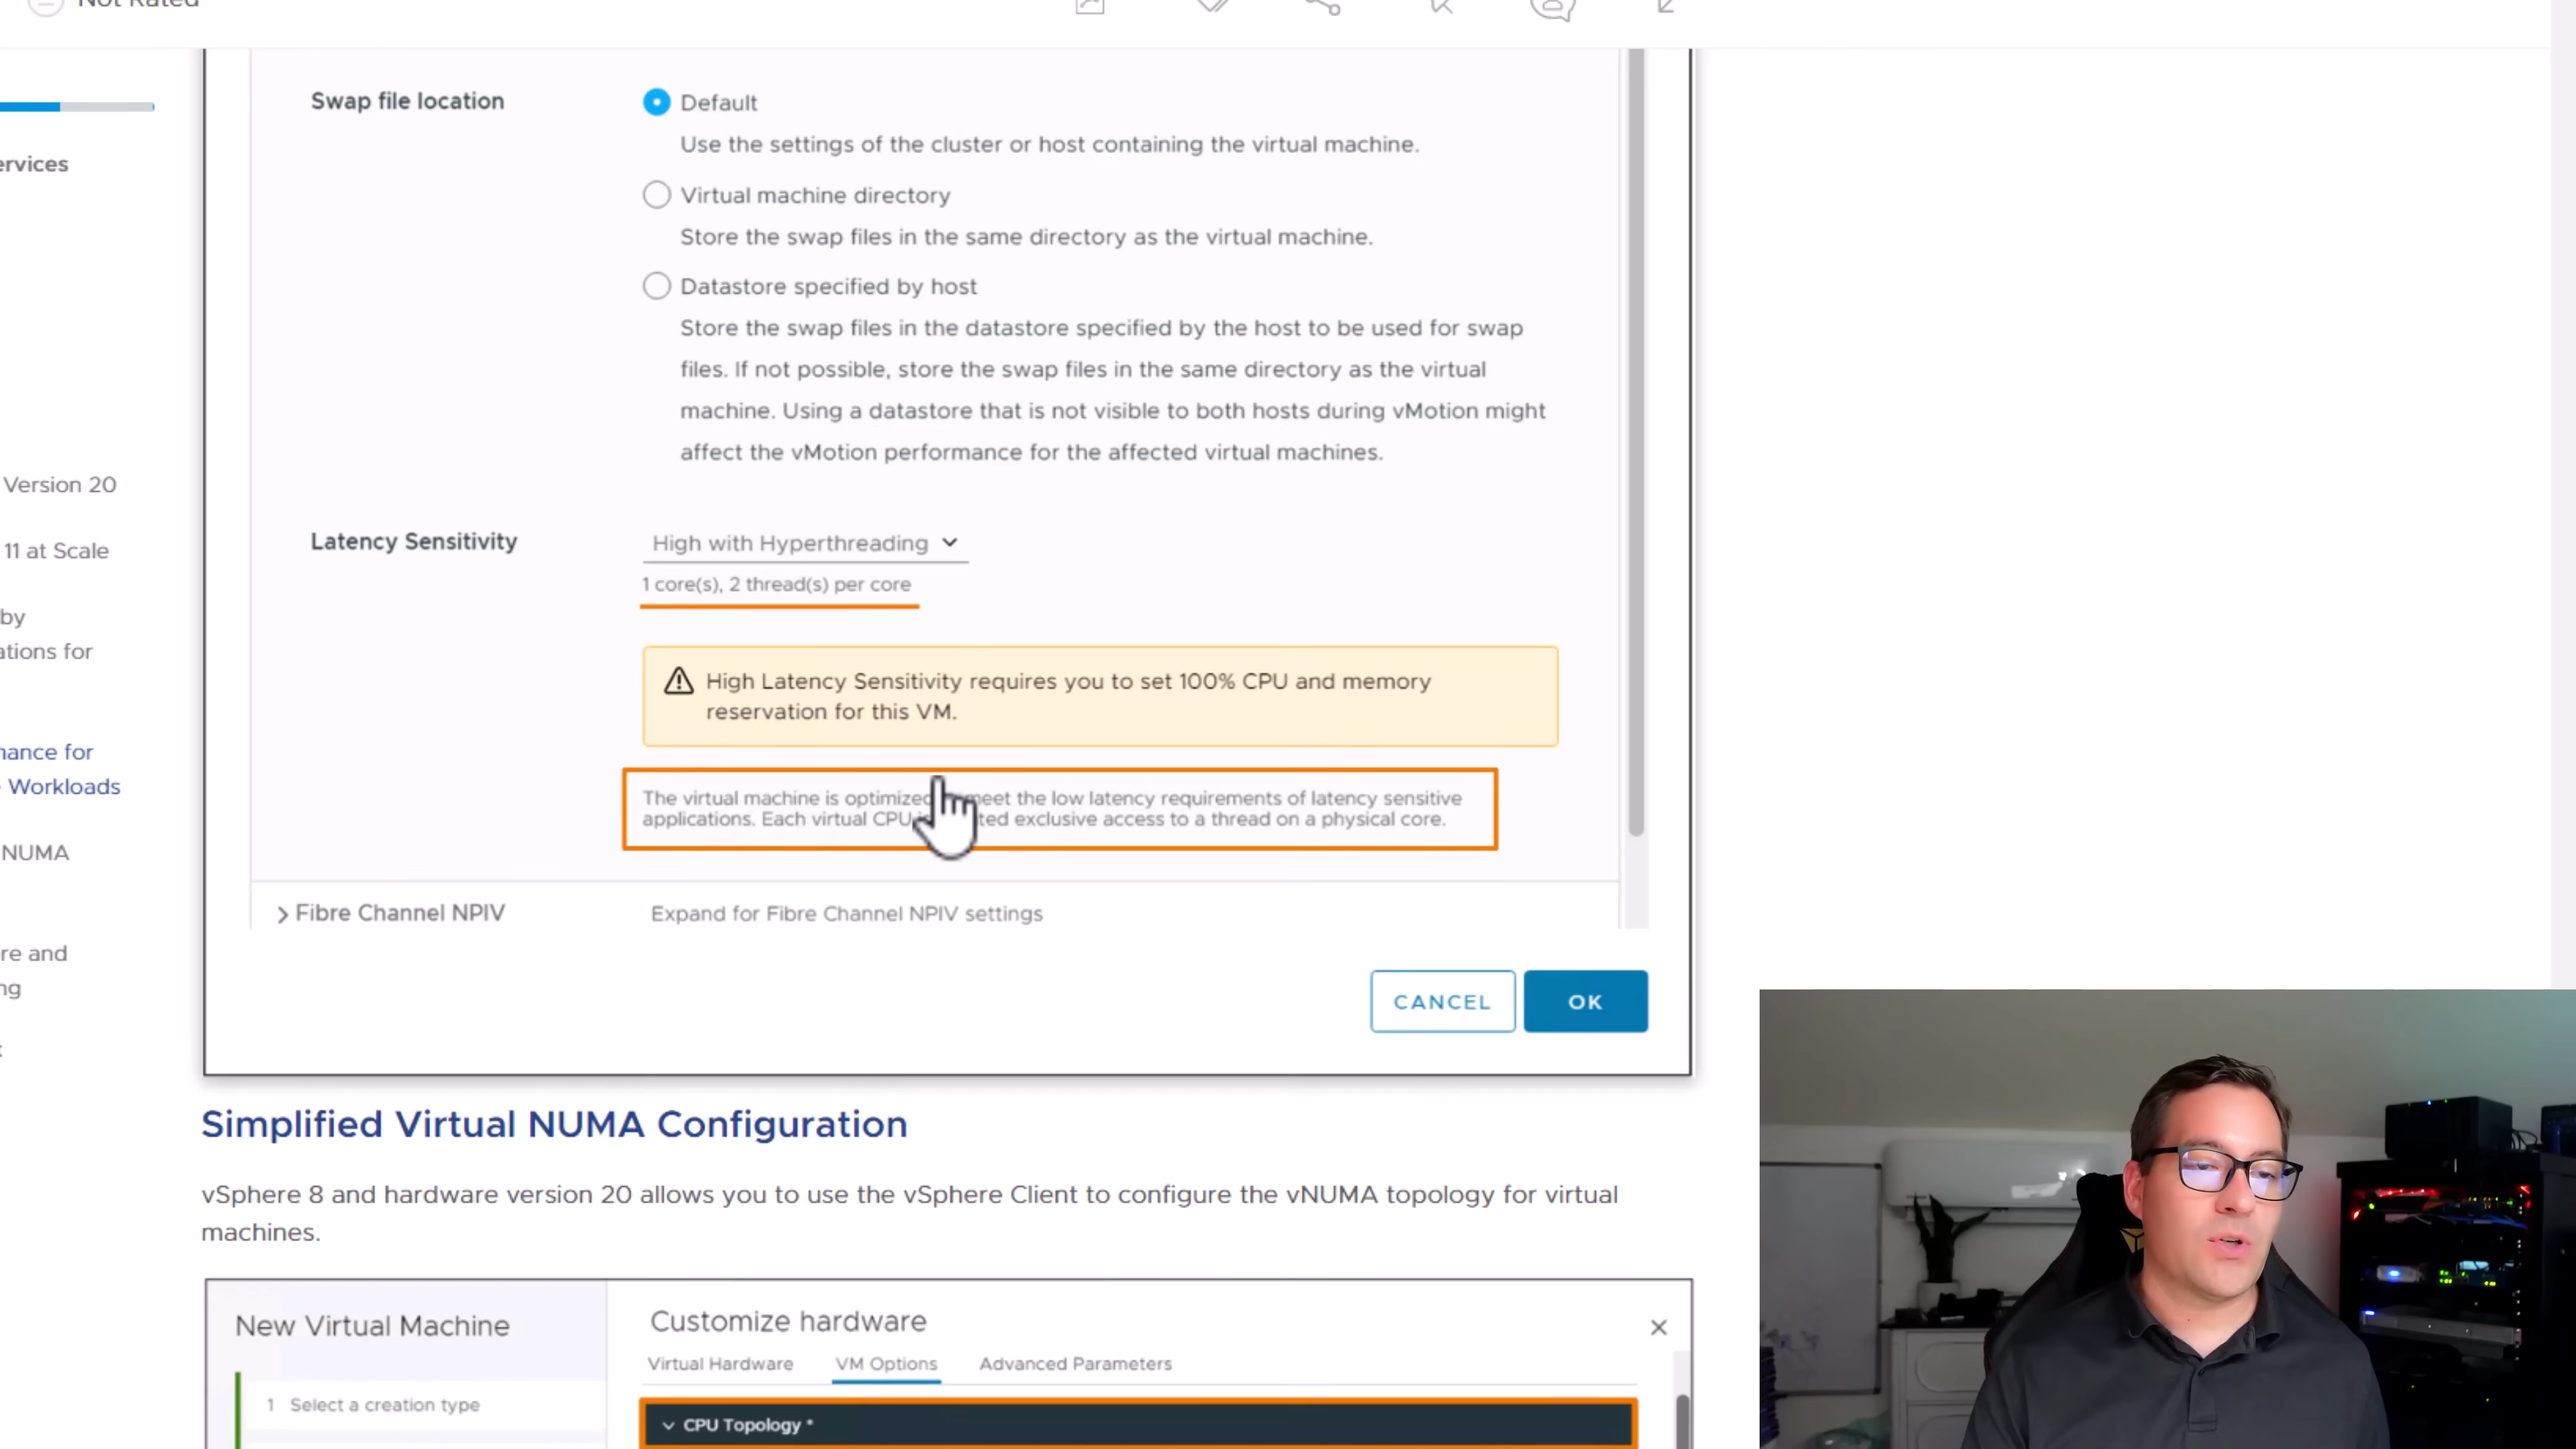 Not Rated
Swap file location
Default
Use the settings of the cluster or host containing the virtual machine.
Virtual machine directory
Store the swap files in the same directory as the virtual machine.
Datastore specified by host
Store the swap files in the datastore specified by the host to be used for swap
files. If not possible, store the swap files in the same directory as the virtual
machine. Using a datastore that is not visible to both hosts during vMotion might
affect the vMotion performance for the affected virtual machines.
Latency Sensitivity
High with Hyperthreading
1 core(s), 2 thread(s) per core
High Latency Sensitivity requires you to set 100% CPU and memory
reservation for this VM.
The virtual machine is optimized meet the low latency requirements of latency sensitive
applications. Each virtual CPU exclusive access to a thread on a physical core.
Fibre Channel NPIV
Expand for Fibre Channel NPIV settings
CANCEL
OK
ervices
Version 20
11 at Scale
by
ations for
mance for
Workloads
NUMA
re and
ng
Simplified Virtual NUMA Configuration
vSphere 8 and hardware version 20 allows you to use the vSphere Client to configure the vNUMA topology for virtual
machines.
New Virtual Machine
1 Select a creation type
Customize hardware
Virtual Hardware VM Options Advanced Parameters
CPU Topology *